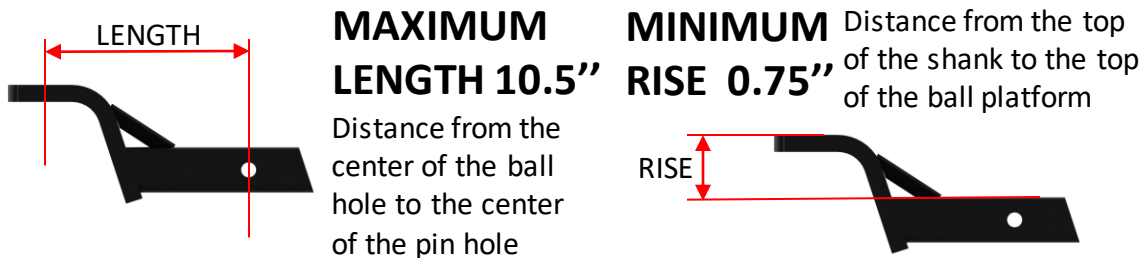 LENGTH
MAXIMUM
LENGTH 10.5’’
Distance from the
center of the ball
hole to the center
of the pin hole
MINIMUM
RISE 0.75’’
Distance from the top
of the shank to the top
of the ball platform
RISE